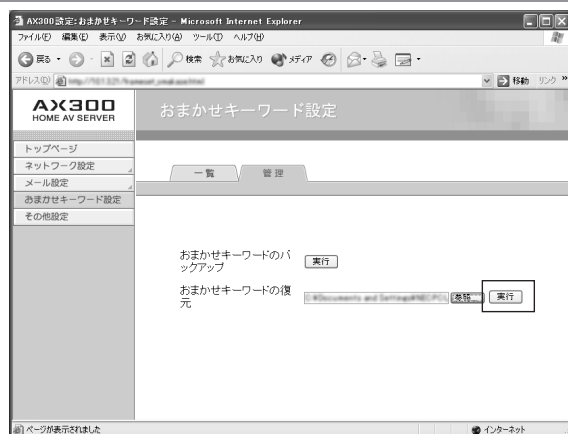 AX300設定:おまかせキーワード設定 - Microsoft Internet Explorer
ファイル(F) 編集(E) 表示(V) お気に入り(A) ツール(T) ヘルプ(H)
戻る 検索 お気に入り メディア
アドレス(D) 移動 リンク »
AX300
HOME AV SERVER
おまかせキーワード設定
トップページ
ネットワーク設定
メール設定
おまかせキーワード設定
その他設定
一覧 管理
おまかせキーワードのバ
ックアップ
実行
おまかせキーワードの復
元
参照... 実行
ページが表示されました インターネット